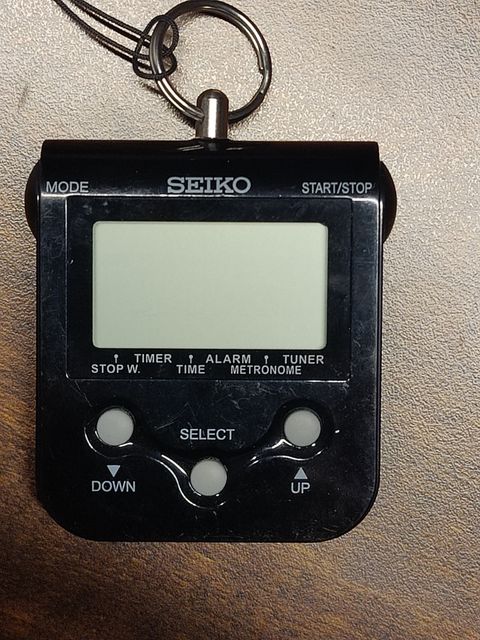 MODE SEIKO START/STOP
TIMER ALARM TUNER
STOP W. TIME METRONOME
SELECT
DOWN UP